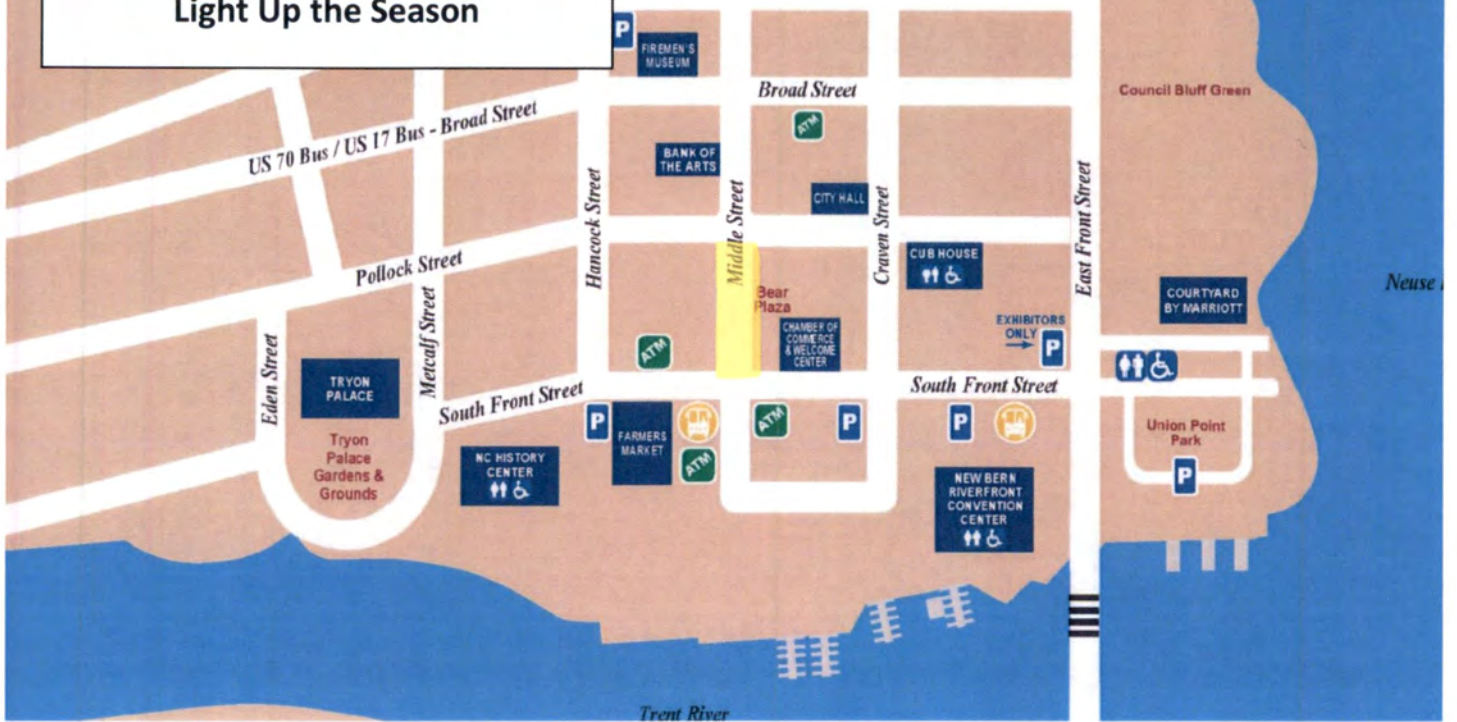 Light Up the Season
P
FIREMEN'S
MUSEUM
Broad Street
Council Bluff Green
ATM
US 70 Bus / US 17 Bus - Broad Street
BANK OF
THE ARTS
CITY HALL
Hancock Street
Middle Street
Craven Street
East Front Street
Pollock Street
CUB HOUSE
Neuse
COURTYARD
BY MARRIOTT
Bear
Plaza
CHAMBER OF
COMMERCE
& WELCOME
CENTER
EXHIBITORS
ONLY
P
ATM
Eden Street
Metcalf Street
TRYON
PALACE
South Front Street
South Front Street
P
FARMERS
MARKET
ATM
P
P
Union Point
Park
Tryon
Palace
Gardens &
Grounds
NC HISTORY
CENTER
ATM
P
NEW BERN
RIVERFRONT
CONVENTION
CENTER
Trent River